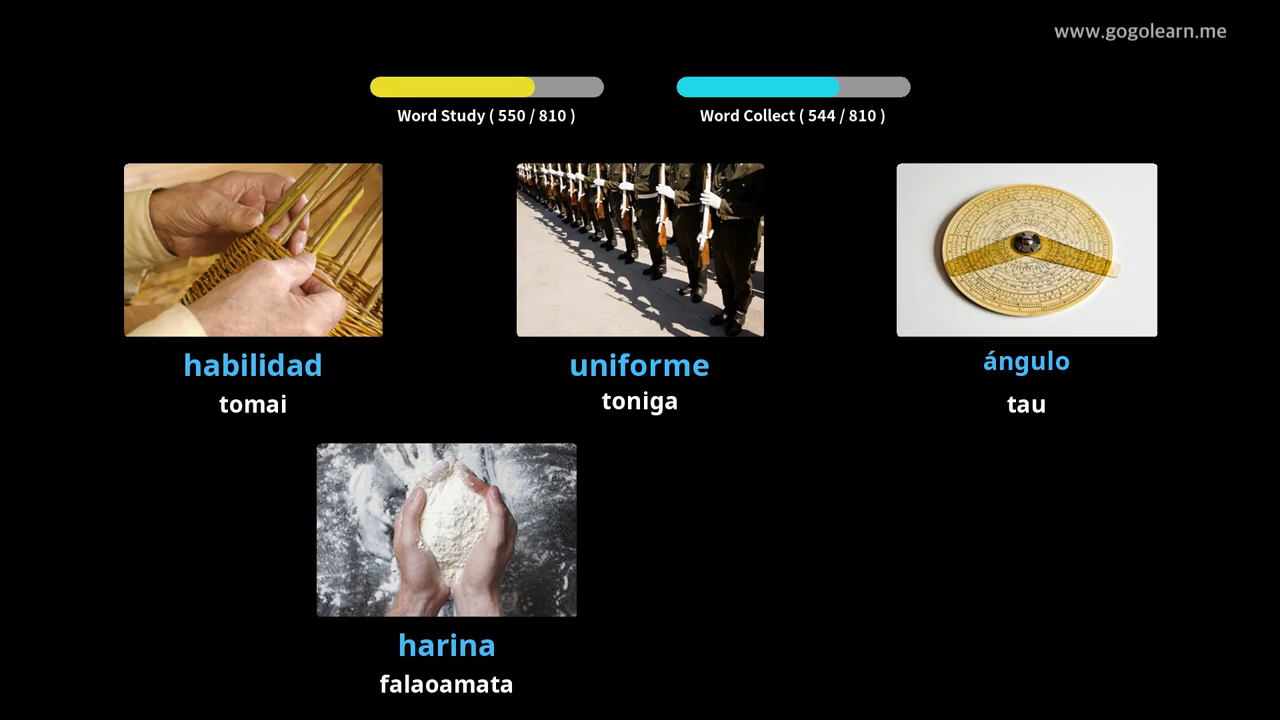 www.gogolearn.me
Word Study ( 550 / 810 )
Word Collect ( 544 / 810 )
habilidad
tomai
uniforme
toniga
ángulo
tau
harina
falaoamata